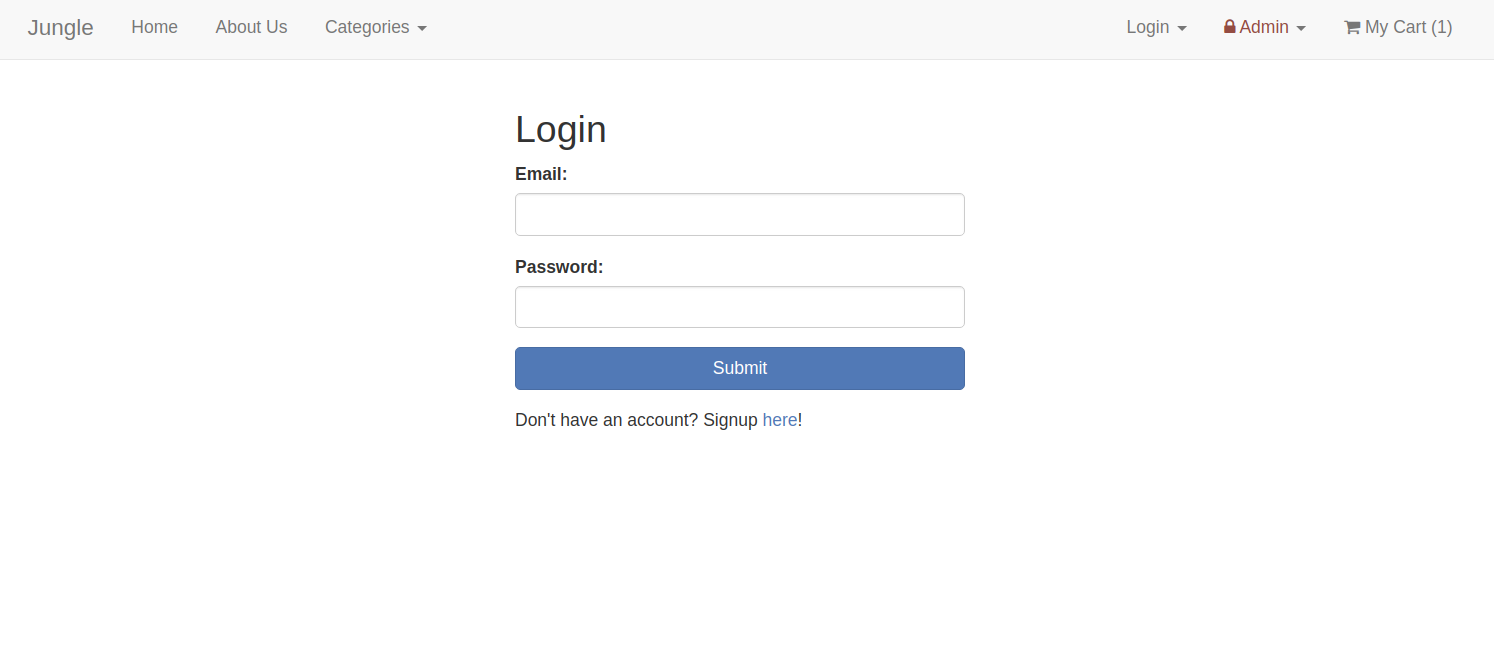 Jungle Home About Us Categories Login Admin My Cart (1)
Login
Email:
Password:
Submit
Don't have an account? Signup here!